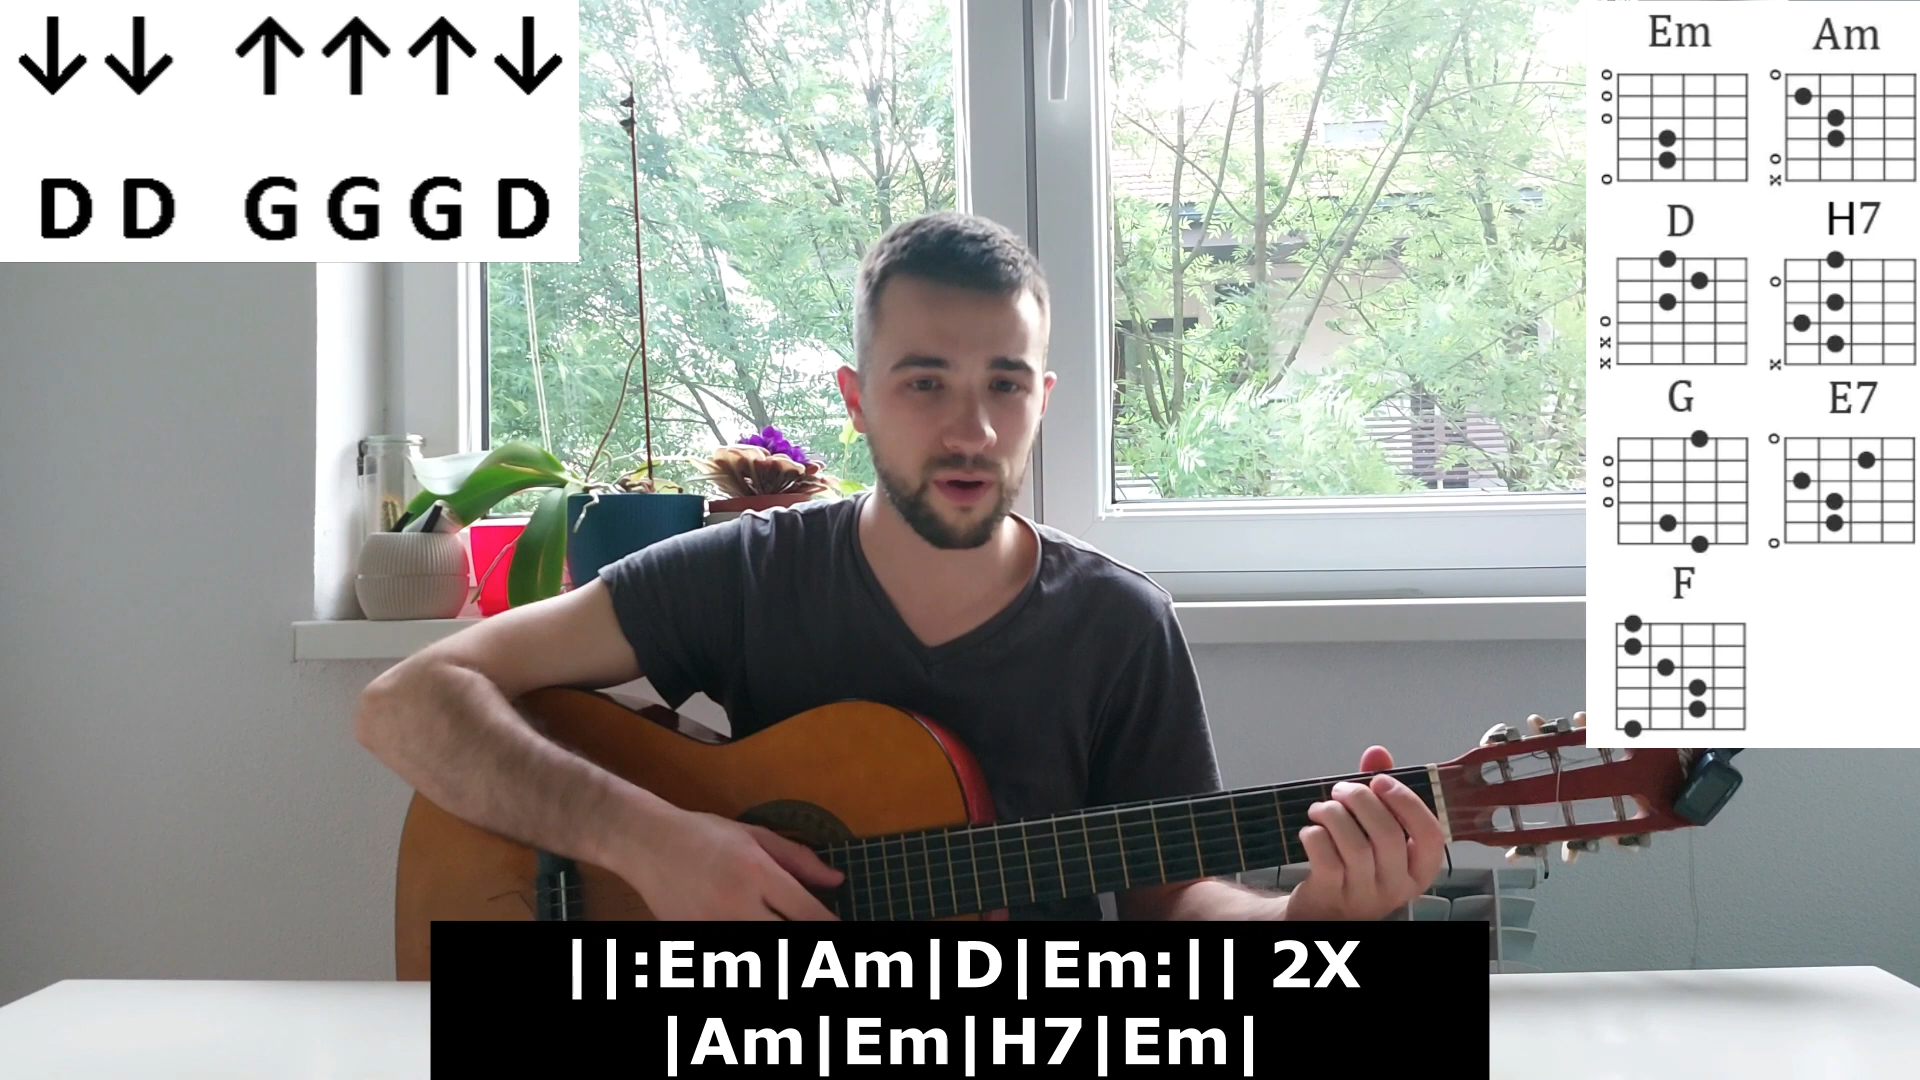 ↓↓ ↑↑↑↓
D D G G G D
Em Am
o o o o
o o x
D H7
o x x o x
G E7
o o o o o
F
||:Em|Am|D|Em:|| 2X
|Am|Em|H7|Em|